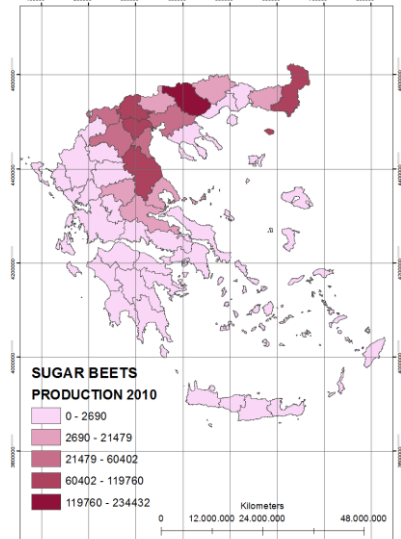 SUGAR BEETS
PRODUCTION 2010
0 - 2690
2690 - 21479
21479 - 60402
60402 - 119760
119760 - 234432
Kilometers
0 12.000.000 24.000.000 48.000.000